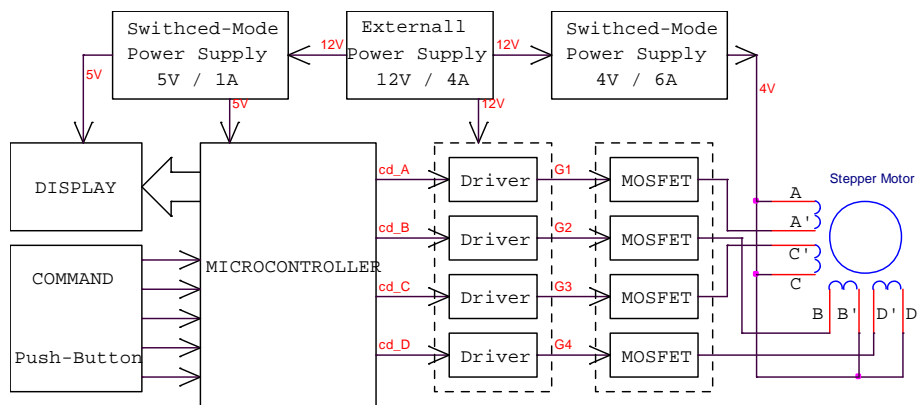 Swithced-Mode
Power Supply
5V / 1A
12V
Externall
Power Supply
12V / 4A
12V
Swithced-Mode
Power Supply
4V / 6A
5V
5V
12V
4V
DISPLAY
MICROCONTROLLER
COMMAND
Push-Button
cd_A
Driver
G1
MOSFET
cd_B
Driver
G2
MOSFET
cd_C
Driver
G3
MOSFET
cd_D
Driver
G4
MOSFET
Stepper Motor
A
A'
C'
C
B B' D' D